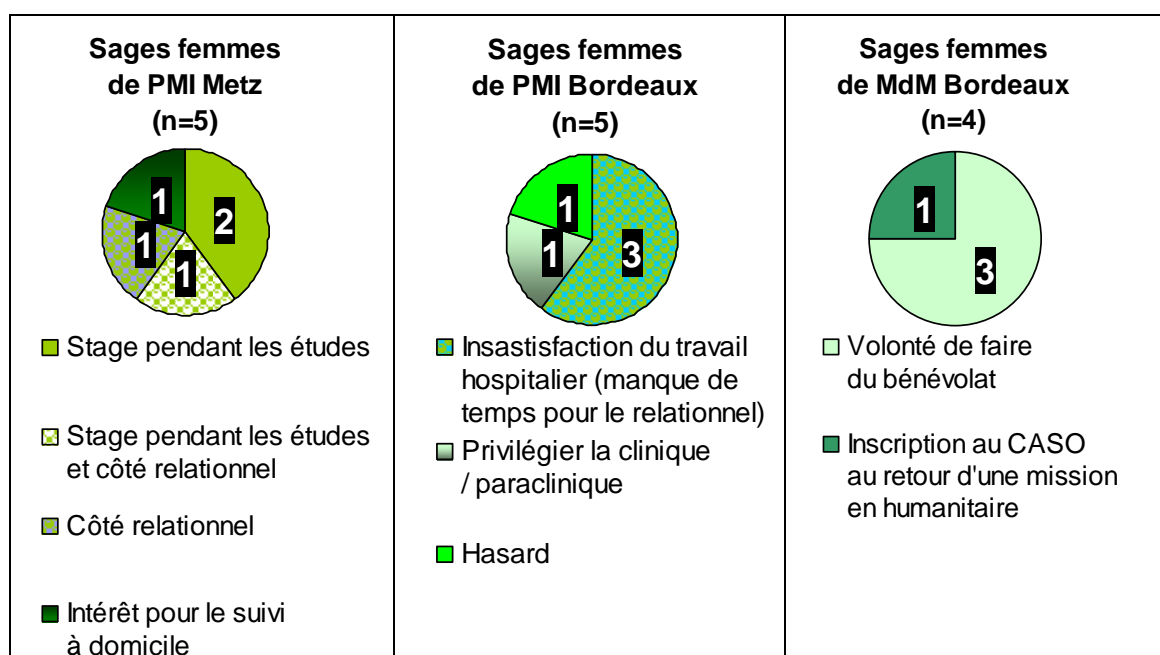 Sages femmes
de PMI Metz
(n=5)
1
2
1
1
Stage pendant les études
Stage pendant les études
et côté relationnel
Côté relationnel
Intérêt pour le suivi
à domicile
Sages femmes
de PMI Bordeaux
(n=5)
1
1
3
Insastisfaction du travail
hospitalier (manque de
temps pour le relationnel)
Privilégier la clinique
/ paraclinique
Hasard
Sages femmes
de MdM Bordeaux
(n=4)
1
3
Volonté de faire
du bénévolat
Inscription au CASO
au retour d'une mission
en humanitaire